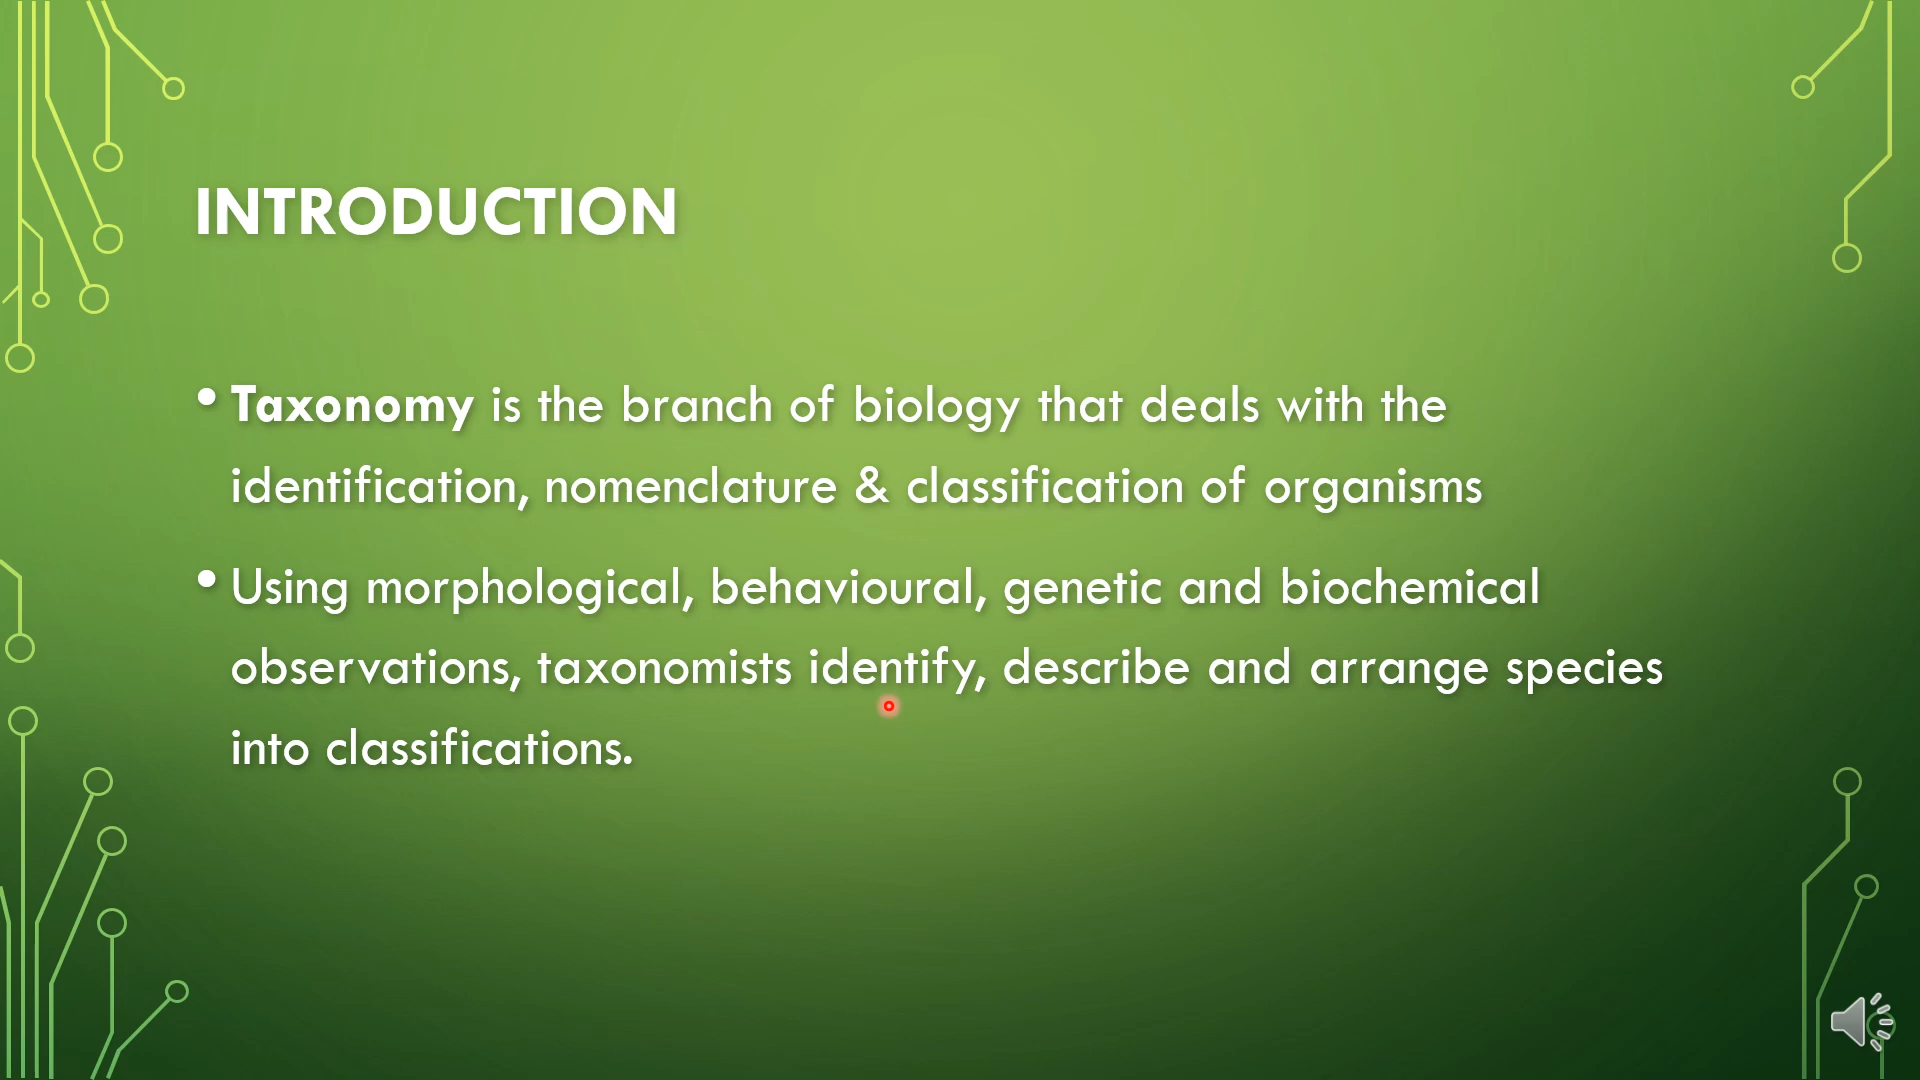 INTRODUCTION
• Taxonomy is the branch of biology that deals with the
identification, nomenclature & classification of organisms
• Using morphological, behavioural, genetic and biochemical
observations, taxonomists identify, describe and arrange species
into classifications.